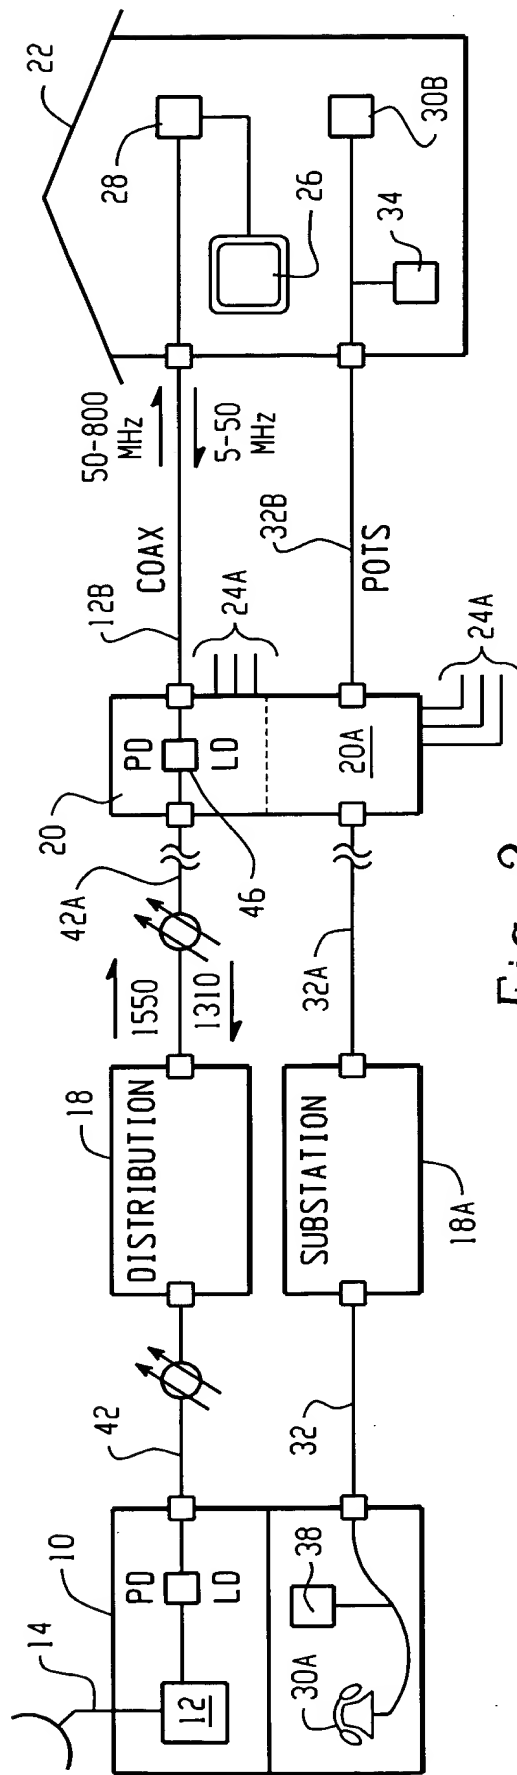 14
10
12
PD
LD
30A
38
42
32
DISTRIBUTION
18
SUBSTATION
18A
1550
1310
42A
32A
20
PD
LD
46
20A
12B
COAX
24A
50-800
MHz
5-50
MHz
32B
POTS
24A
22
28
26
34
30B
Fig. 2